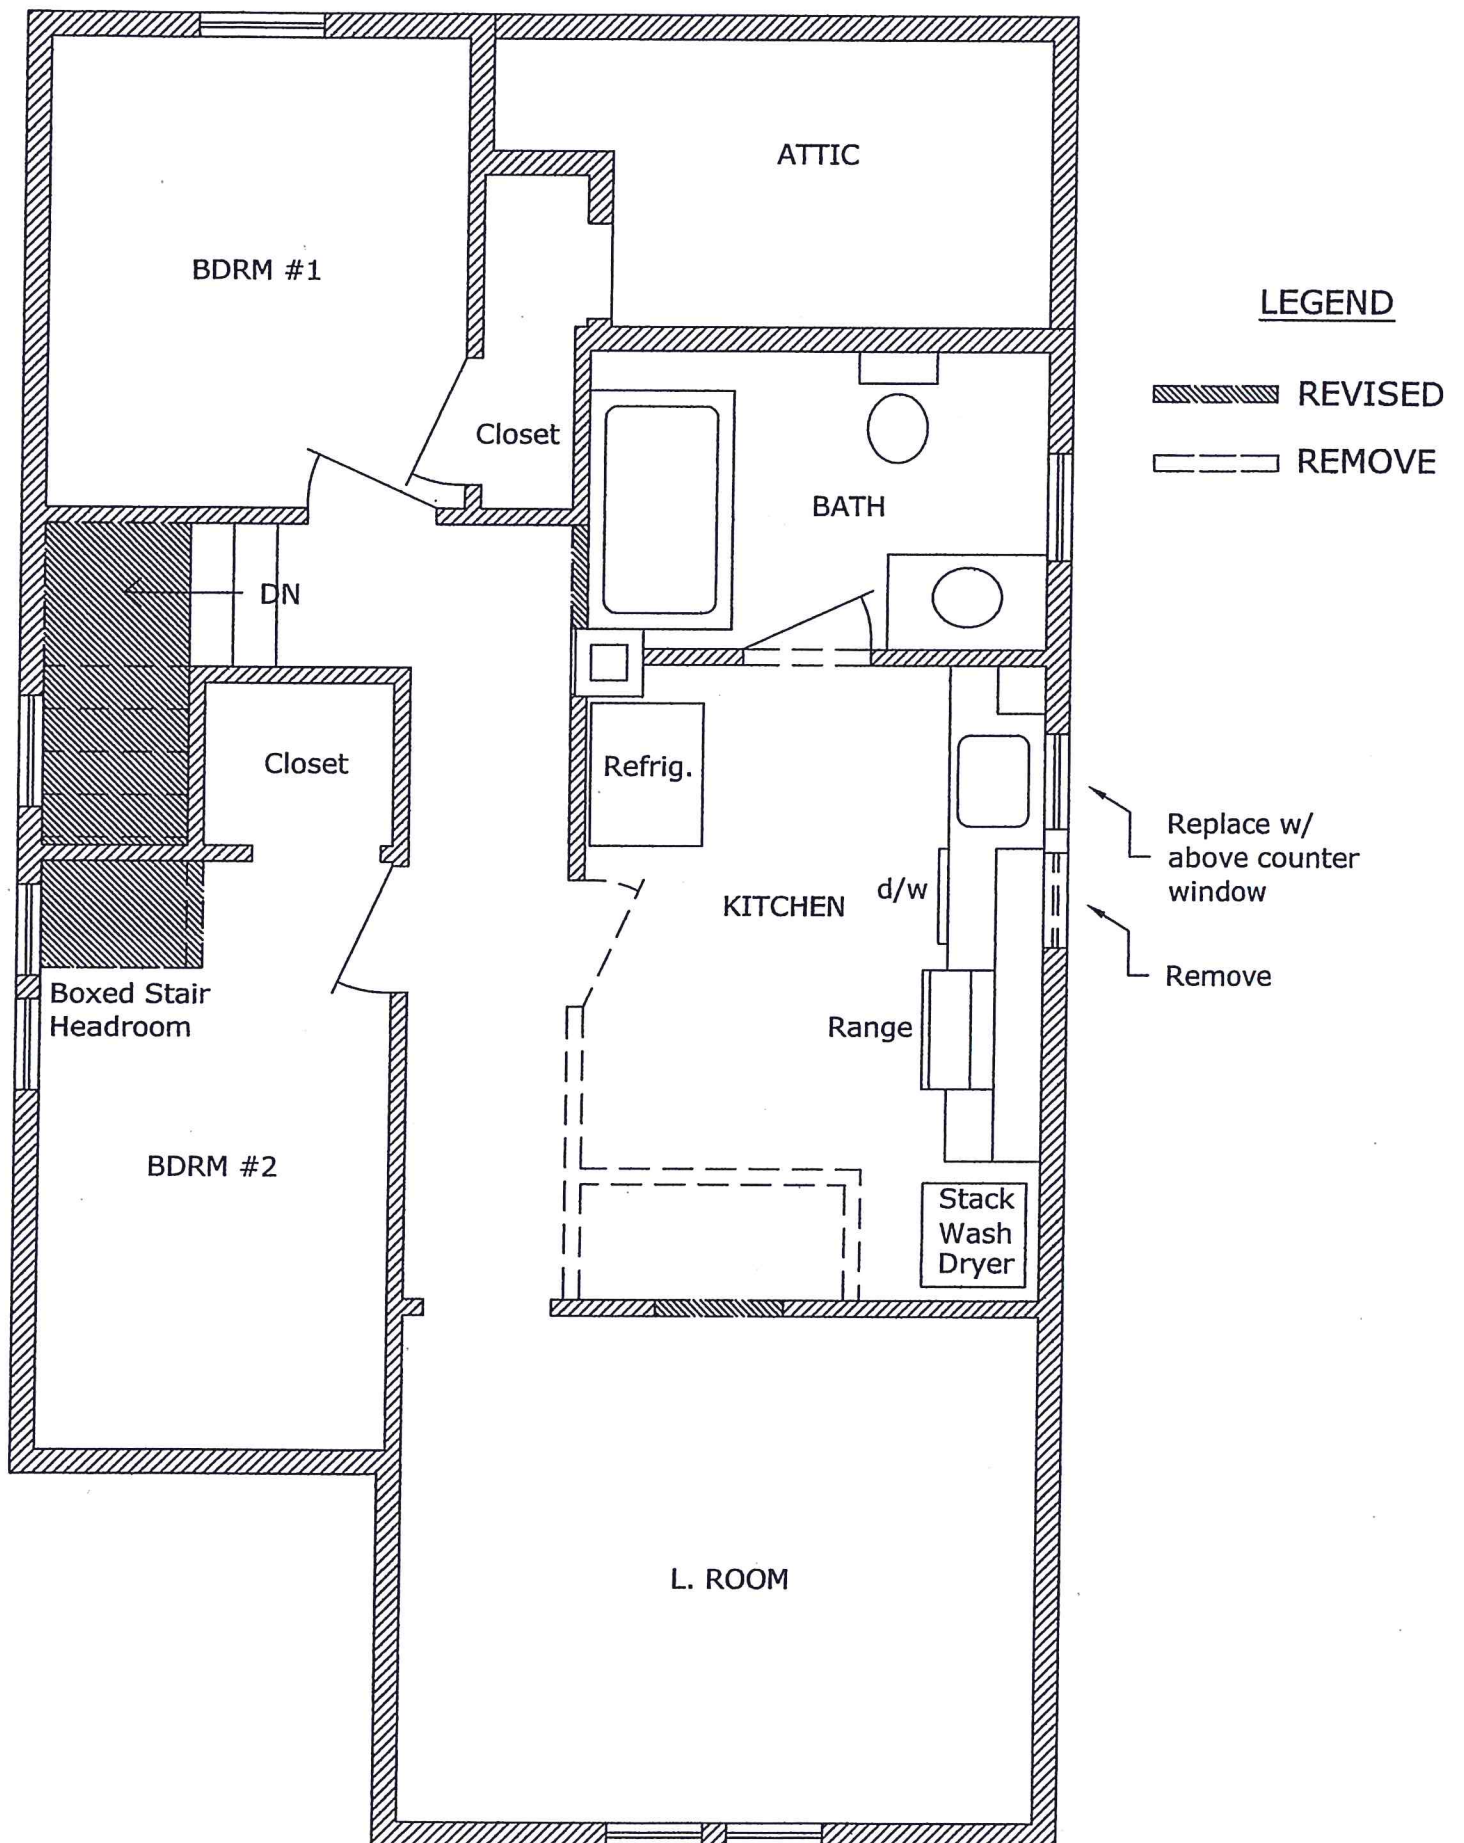 ATTIC
BDRM #1
LEGEND
REVISED
REMOVE
Closet
BATH
DN
Closet
Refrig.
Replace w/
above counter
window
d/w
KITCHEN
Remove
Boxed Stair
Headroom
Range
BDRM #2
Stack
Wash
Dryer
L. ROOM